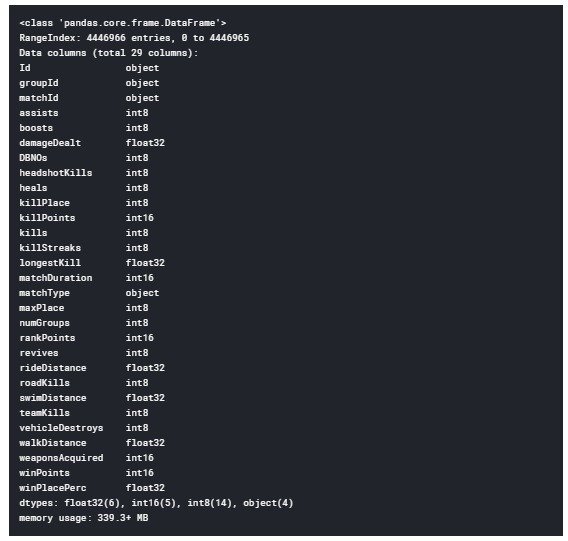 <class 'pandas.core.frame.DataFrame'>
RangeIndex: 4446966 entries, 0 to 4446965
Data columns (total 29 columns):
Id                 object
groupId            object
matchId            object
assists            int8
boosts             int8
damageDealt        float32
DBNOs              int8
headshotKills      int8
heals              int8
killPlace          int8
killPoints         int16
kills              int8
killStreaks        int8
longestKill        float32
matchDuration      int16
matchType          object
maxPlace           int8
numGroups          int8
rankPoints         int16
revives            int8
rideDistance       float32
roadKills          int8
swimDistance       float32
teamKills          int8
vehicleDestroys    int8
walkDistance       float32
weaponsAcquired    int16
winPoints          int16
winPlacePerc       float32
dtypes: float32(6), int16(5), int8(14), object(4)
memory usage: 339.3+ MB